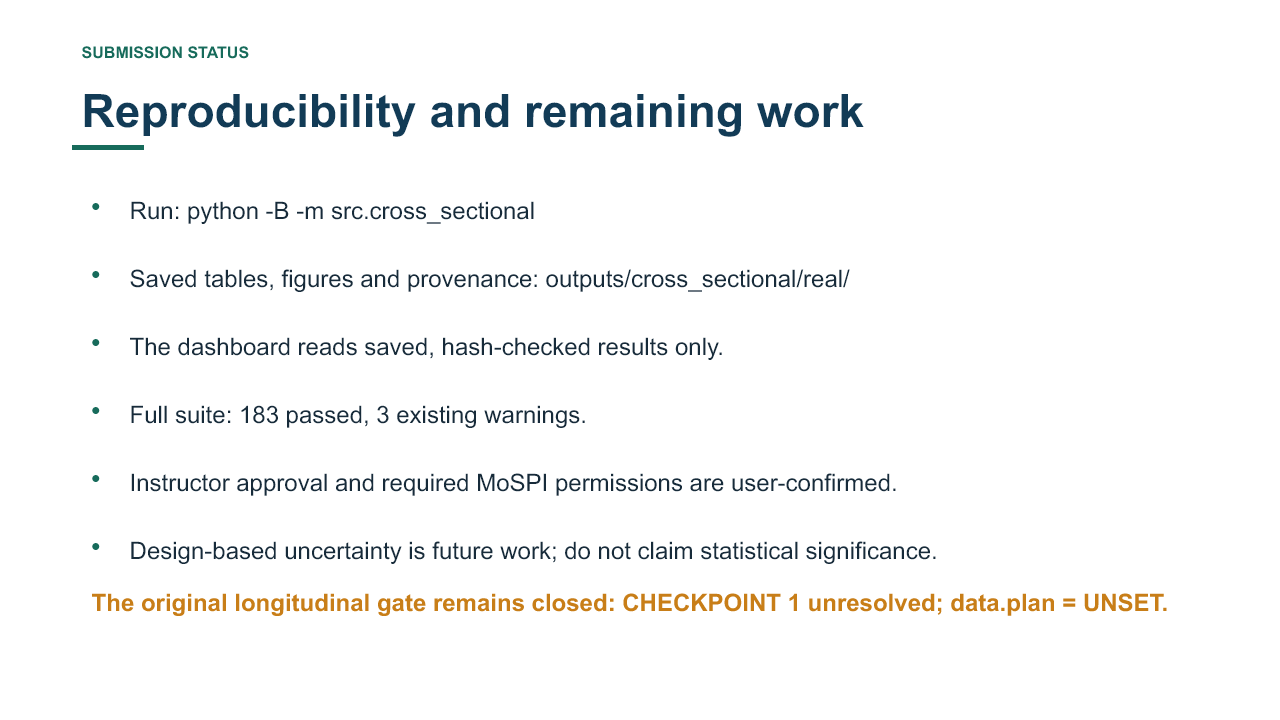 SUBMISSION STATUS
Reproducibility and remaining work
• Run: python -B -m src.cross_sectional
• Saved tables, figures and provenance: outputs/cross_sectional/real/
• The dashboard reads saved, hash-checked results only.
• Full suite: 183 passed, 3 existing warnings.
• Instructor approval and required MoSPI permissions are user-confirmed.
• Design-based uncertainty is future work; do not claim statistical significance.
The original longitudinal gate remains closed: CHECKPOINT 1 unresolved; data.plan = UNSET.